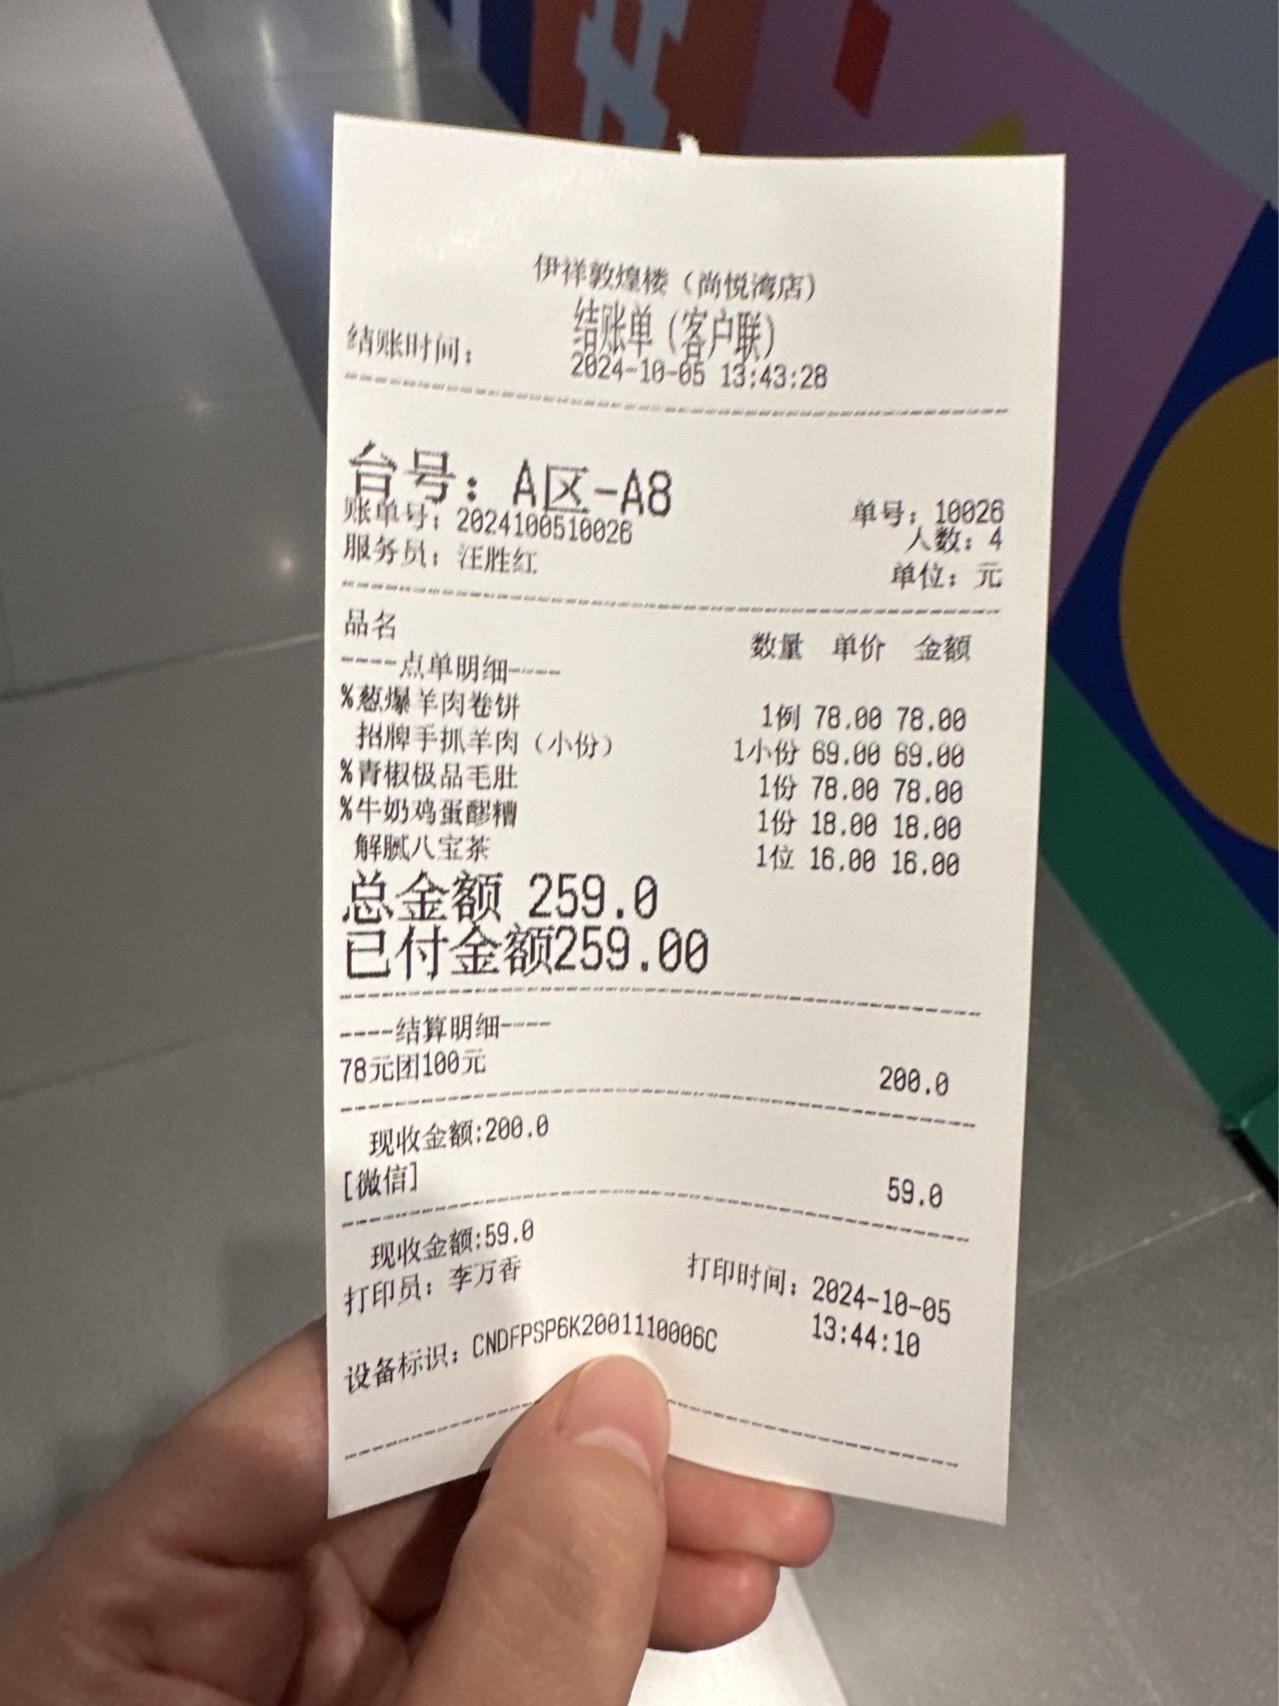 伊祥敦煌楼（尚悦湾店）
结账单（客户联）
结账时间： 2024-10-05 13:43:28
台号：A区-A8
账单号：2024100510026 单号：10026
服务员：汪胜红 人数：4
单位：元
品名 数量 单价 金额
----点单明细----
%葱爆羊肉卷饼 1例 78.00 78.00
招牌手抓羊肉（小份） 1小份 69.00 69.00
%青椒极品毛肚 1份 78.00 78.00
%牛奶鸡蛋醪糟 1份 18.00 18.00
解腻八宝茶 1位 16.00 16.00
总金额 259.0
已付金额259.00
----结算明细----
78元团100元 200.0
现收金额:200.0
[微信] 59.0
现收金额:59.0
打印员：李万香 打印时间：2024-10-05
13:44:10
设备标识：CNDFPSP6K2001110006C